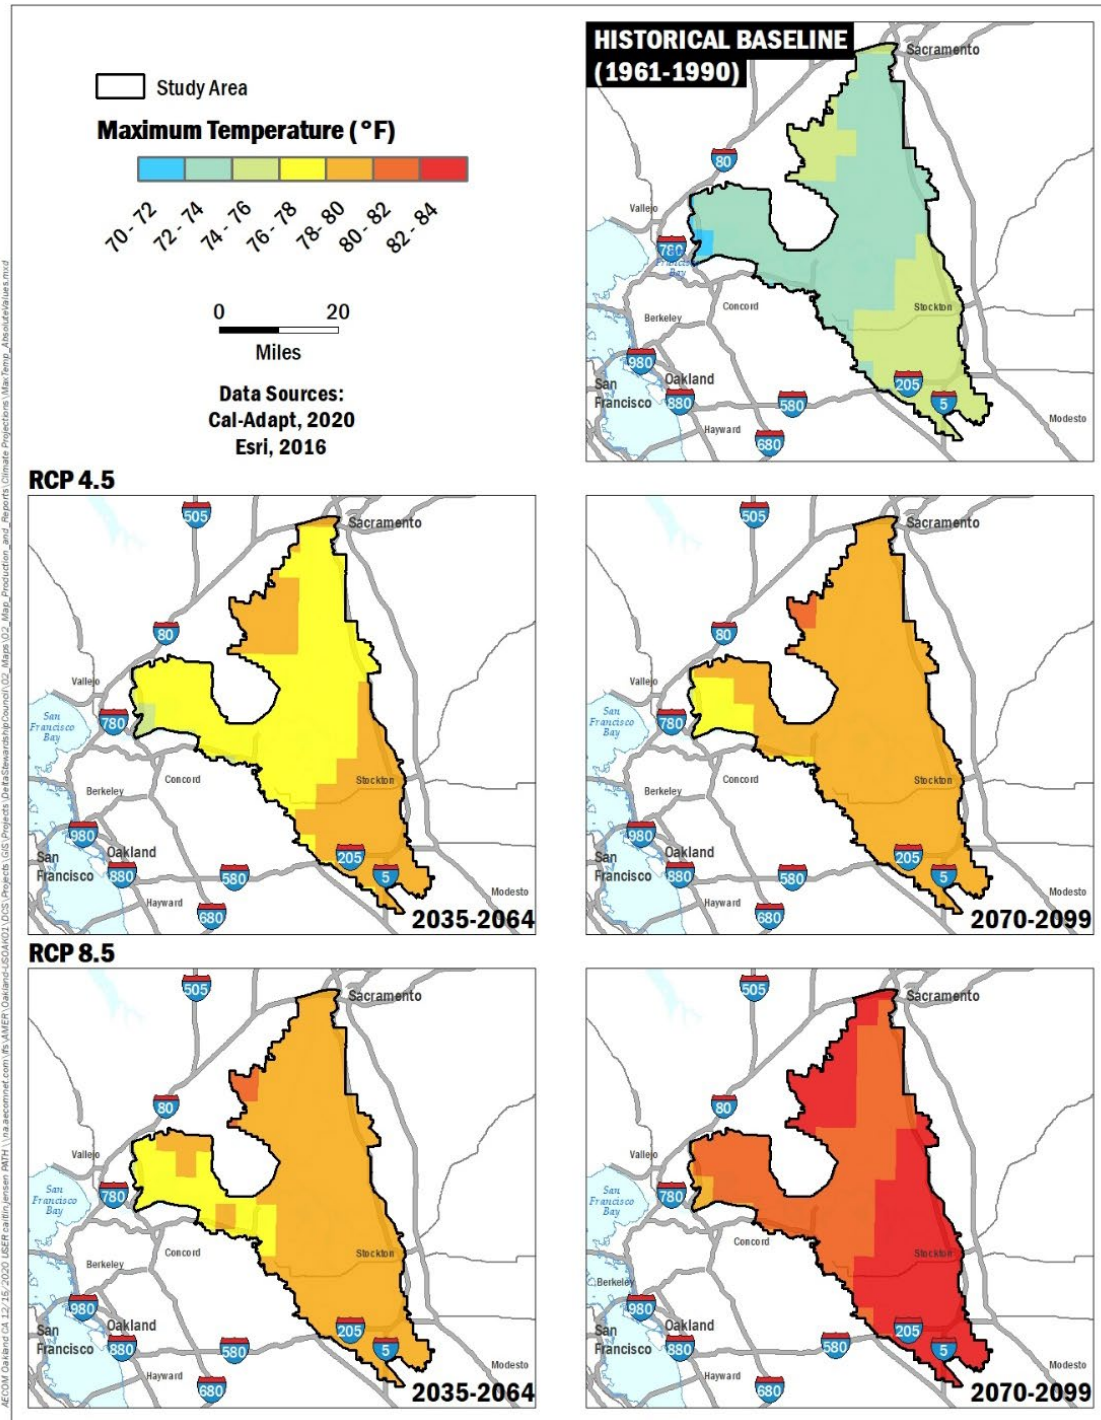 Study Area
Maximum Temperature (°F)
70 - 72
72 - 74
74 - 76
76 - 78
78- 80
80 - 82
82 - 84
0 20
Miles
Data Sources:
Cal-Adapt, 2020
Esri, 2016
HISTORICAL BASELINE
(1961-1990)
Sacramento
80
Vallejo
780
Francisco
Bay
Concord
Stockton
Berkeley
980
San
Francisco
Oakland
880
580
205
5
Hayward
680
Modesto
RCP 4.5
505
Sacramento
80
Vallejo
San
Francisco
Bay
780
Concord
Stockton
Berkeley
980
San
Francisco
Oakland
880
580
205
5
Hayward
680
Modesto
2035-2064
505
Sacramento
80
Vallejo
San
Francisco
Bay
780
Concord
Stockton
Berkeley
980
San
Francisco
Oakland
880
580
205
5
Hayward
680
Modesto
2070-2099
RCP 8.5
505
Sacramento
80
Vallejo
San
Francisco
Bay
780
Concord
Stockton
Berkeley
980
San
Francisco
Oakland
880
580
205
5
Hayward
680
Modesto
2035-2064
505
Sacramento
80
Vallejo
San
Francisco
Bay
780
Concord
Stockton
Berkeley
980
San
Francisco
Oakland
880
580
205
5
Hayward
680
Modesto
2070-2099